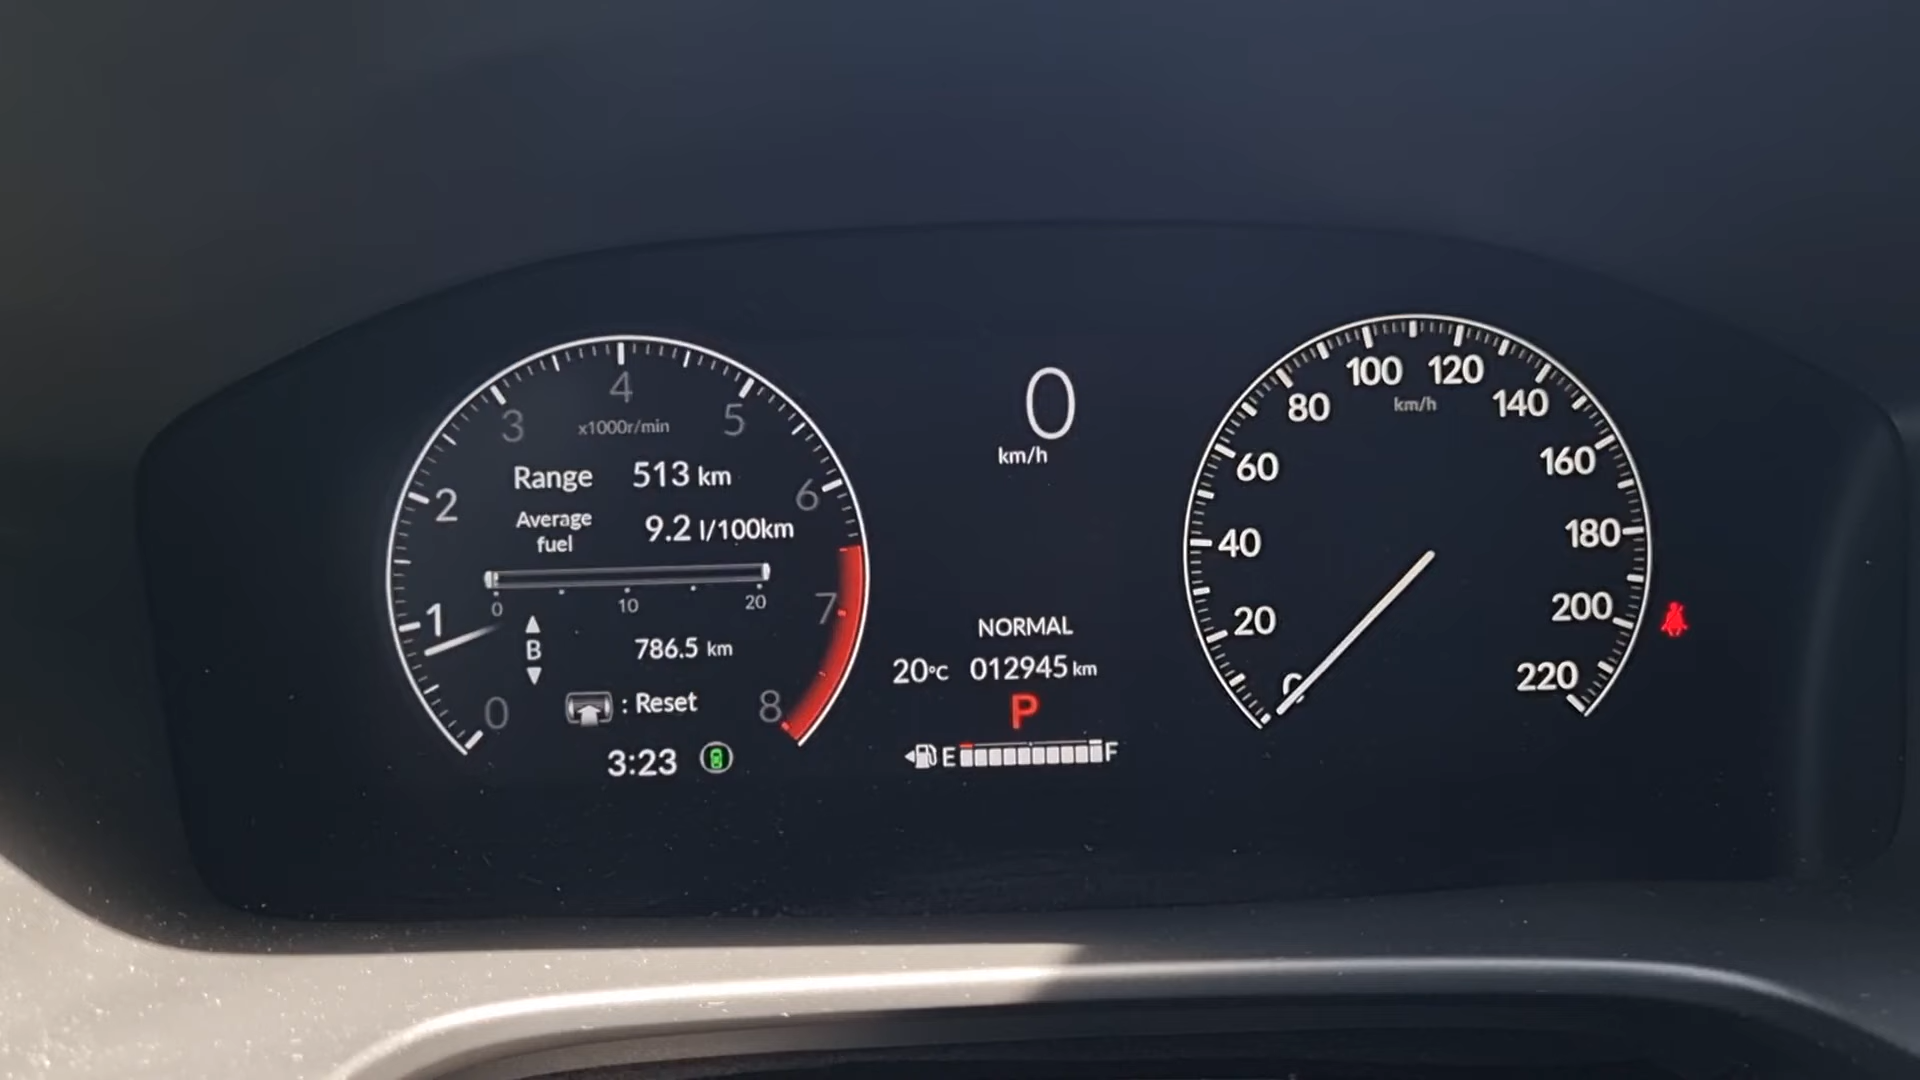 4
3
5
x1000r/min
Range 513 km
2
6
Average
fuel
9.2 l/100km
0 10 20
1
7
B
786.5 km
0
: Reset
8
3:23
0
km/h
NORMAL
20°C 012945 km
P
E F
100 120
km/h
80 140
60 160
40 180
20 200
0 220